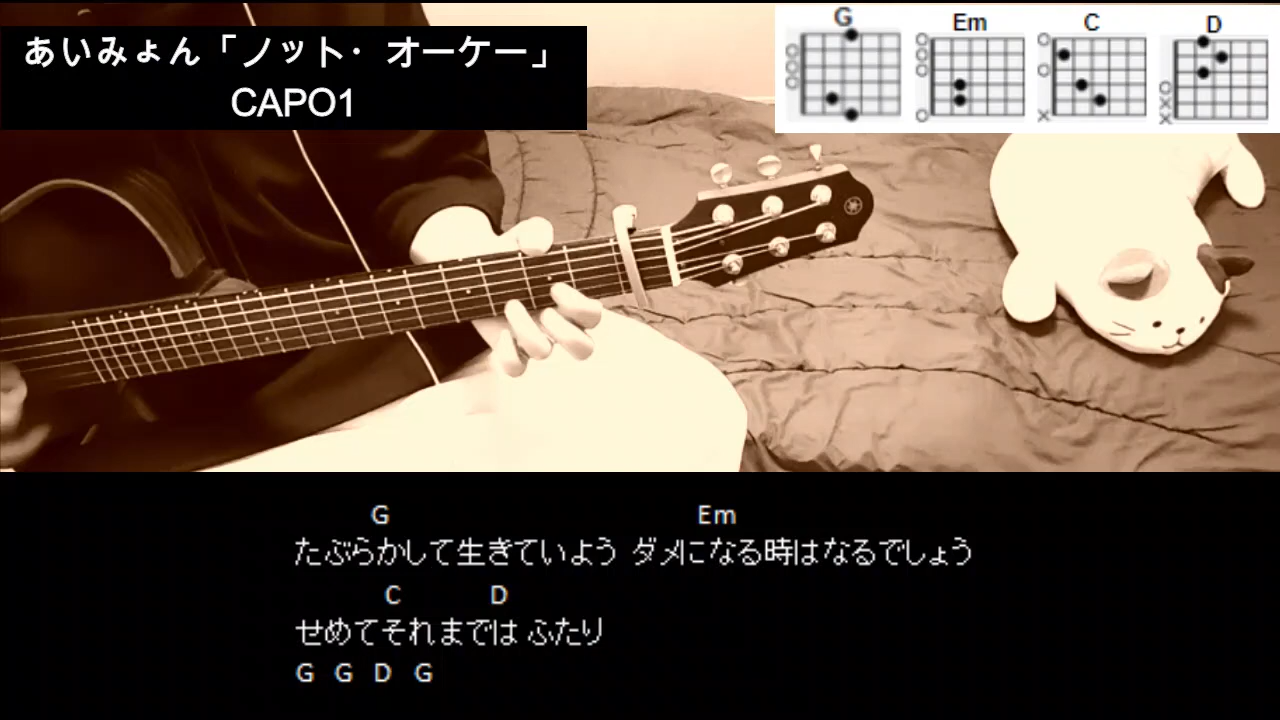 あいみょん「ノット・オーケー」
CAPO1
G Em C D
G Em
たぶらかして生きていよう ダメになる時はなるでしょう
C D
せめてそれまでは ふたり
G G D G